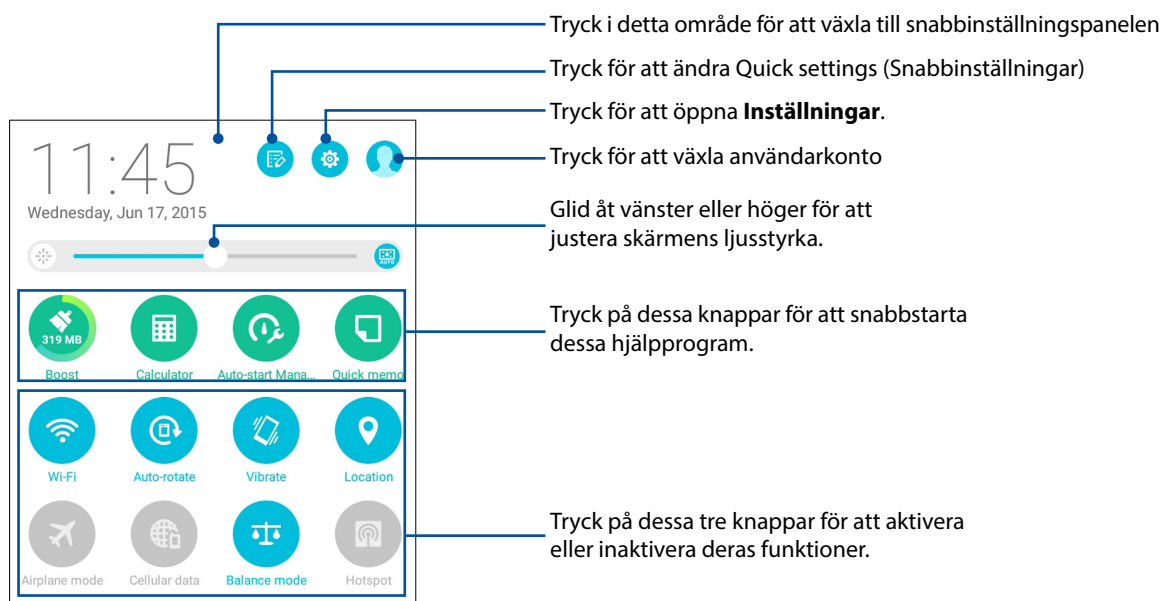 Tryck i detta område för att växla till snabbinställningspanelen
Tryck för att ändra Quick settings (Snabbinställningar)
Tryck för att öppna Inställningar.
Tryck för att växla användarkonto
11:45
Wednesday, Jun 17, 2015
Glid åt vänster eller höger för att
justera skärmens ljusstyrka.
AUTO
319 MB
Boost
Calculator
Auto-start Mana...
Quick memo
Tryck på dessa knappar för att snabbstarta
dessa hjälpprogram.
Wi-Fi
Auto-rotate
Vibrate
Location
Airplane mode
Cellular data
Balance mode
Hotspot
Tryck på dessa tre knappar för att aktivera
eller inaktivera deras funktioner.